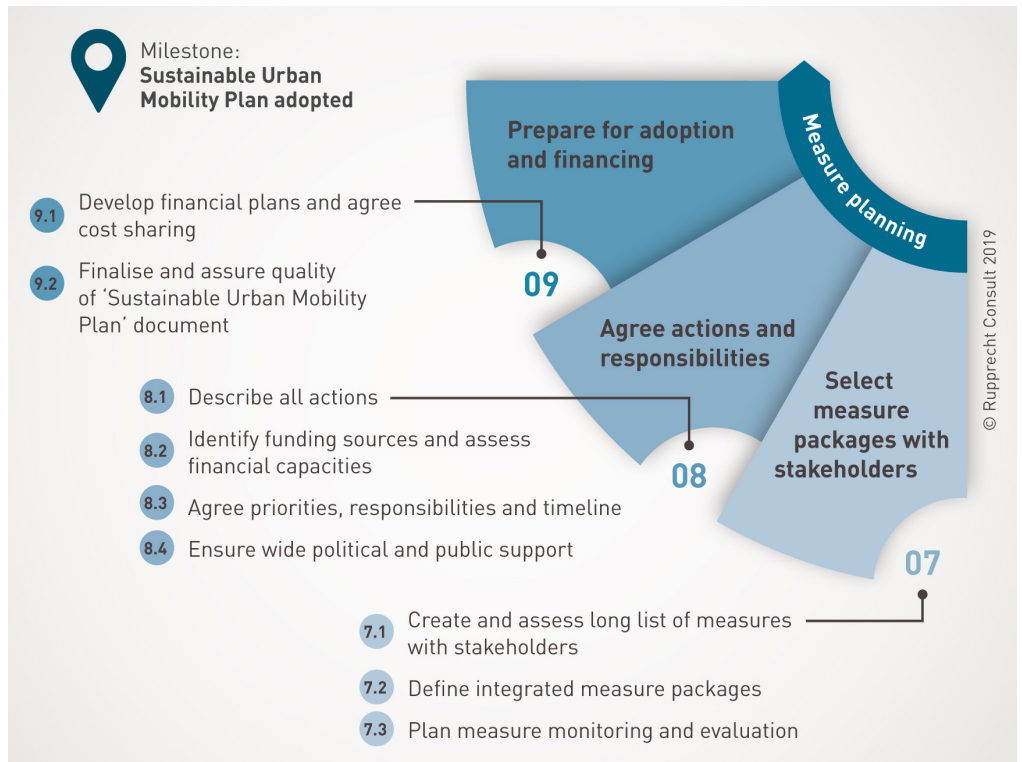 Milestone:
Sustainable Urban
Mobility Plan adopted
Measure planning
Prepare for adoption
and financing
09
9.1 Develop financial plans and agree
cost sharing
9.2 Finalise and assure quality
of ‘Sustainable Urban Mobility
Plan’ document
Agree actions and
responsibilities
08
8.1 Describe all actions
8.2 Identify funding sources and assess
financial capacities
8.3 Agree priorities, responsibilities and timeline
8.4 Ensure wide political and public support
Select
measure
packages with
stakeholders
07
7.1 Create and assess long list of measures
with stakeholders
7.2 Define integrated measure packages
7.3 Plan measure monitoring and evaluation
© Rupprecht Consult 2019